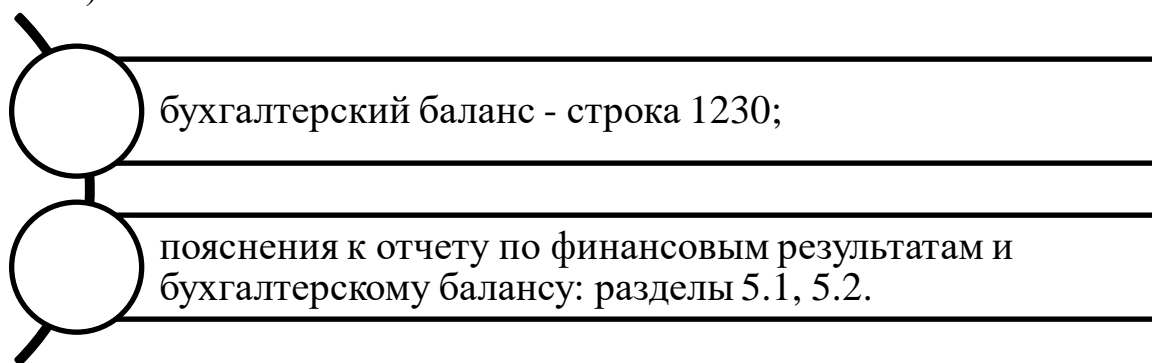 бухгалтерский баланс - строка 1230;
пояснения к отчету по финансовым результатам и
бухгалтерскому балансу: разделы 5.1, 5.2.